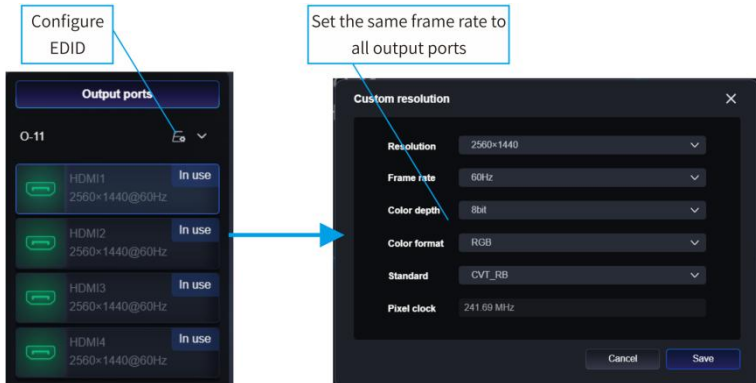 Configure
EDID
Set the same frame rate to
all output ports
Output ports
O-11
HDMI1
In use
2560×1440@60Hz
HDMI2
In use
2560×1440@60Hz
HDMI3
In use
2560×1440@60Hz
HDMI4
In use
2560×1440@60Hz
Custom resolution
Resolution 2560×1440
Frame rate 60Hz
Color depth 8bit
Color format RGB
Standard CVT_RB
Pixel clock 241.69 MHz
Cancel Save